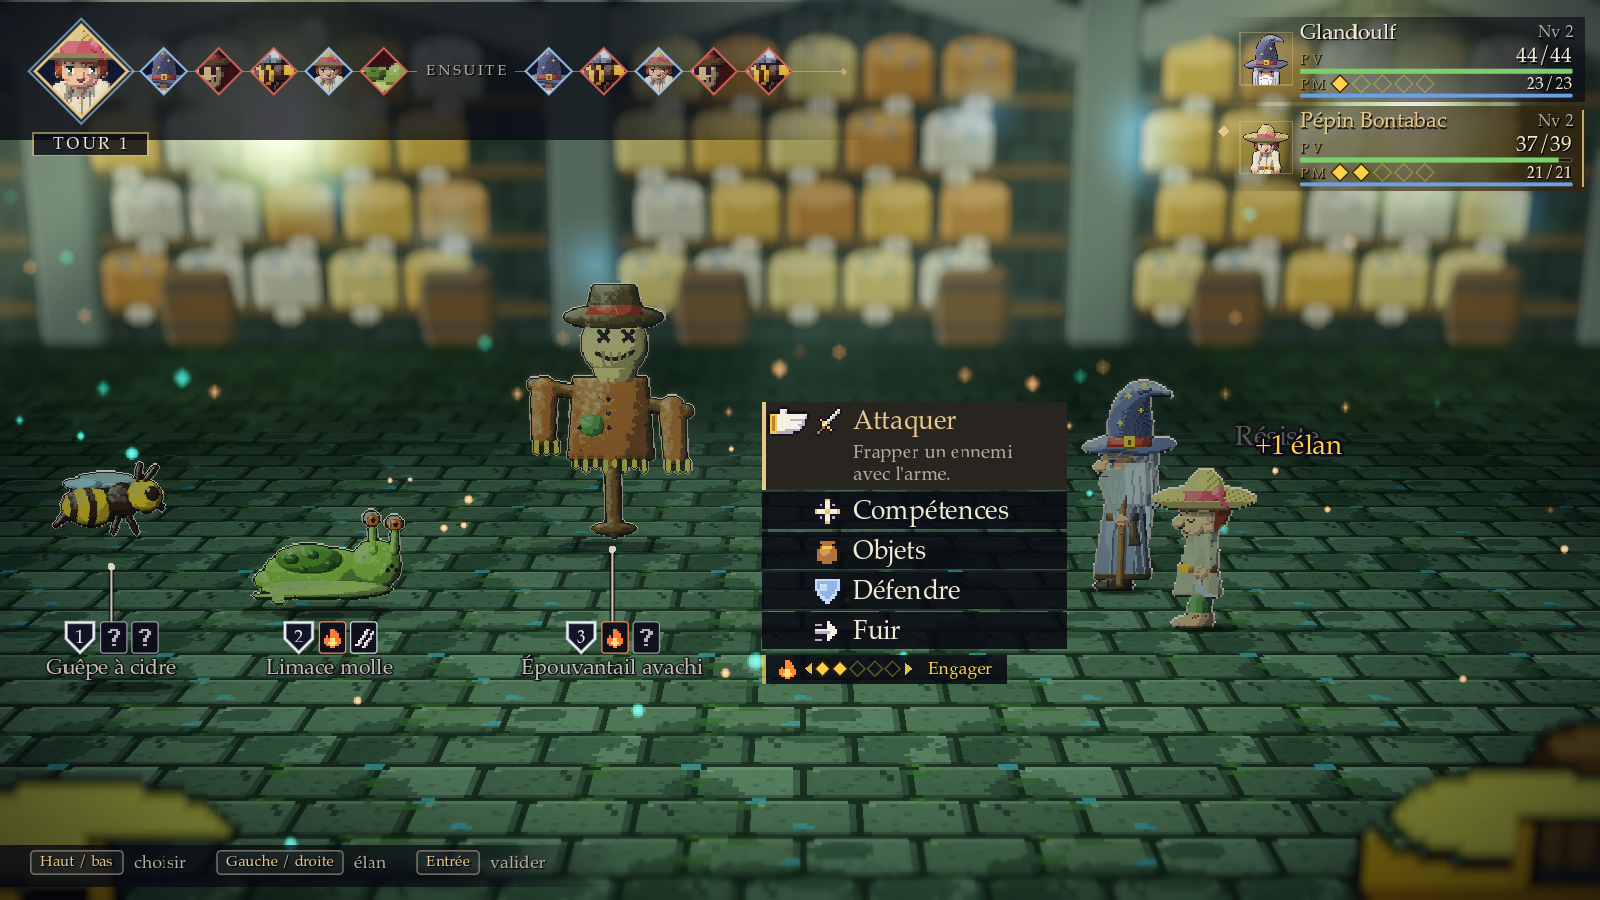 ENSUITE
TOUR 1
Glandoulf
Nv 2
PV
44/44
PM
23/23
Pépin Bontabac
Nv 2
PV
37/39
PM
21/21
Attaquer
Frapper un ennemi
avec l'arme.
Compétences
Objets
Défendre
Fuir
Engager
Résiste
+1 élan
1 ? ?
Guêpe à cidre
2
Limace molle
3 ?
Épouvantail avachi
Haut / bas choisir Gauche / droite élan Entrée valider